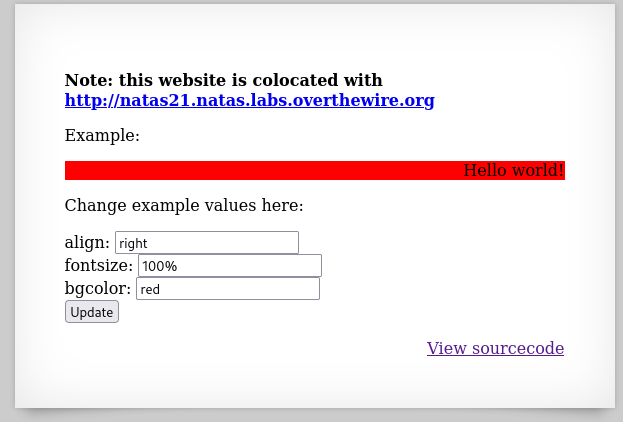 Note: this website is colocated with
http://natas21.natas.labs.overthewire.org
Example:
Hello world!
Change example values here:
align: right
fontsize: 100%
bgcolor: red
Update
View sourcecode